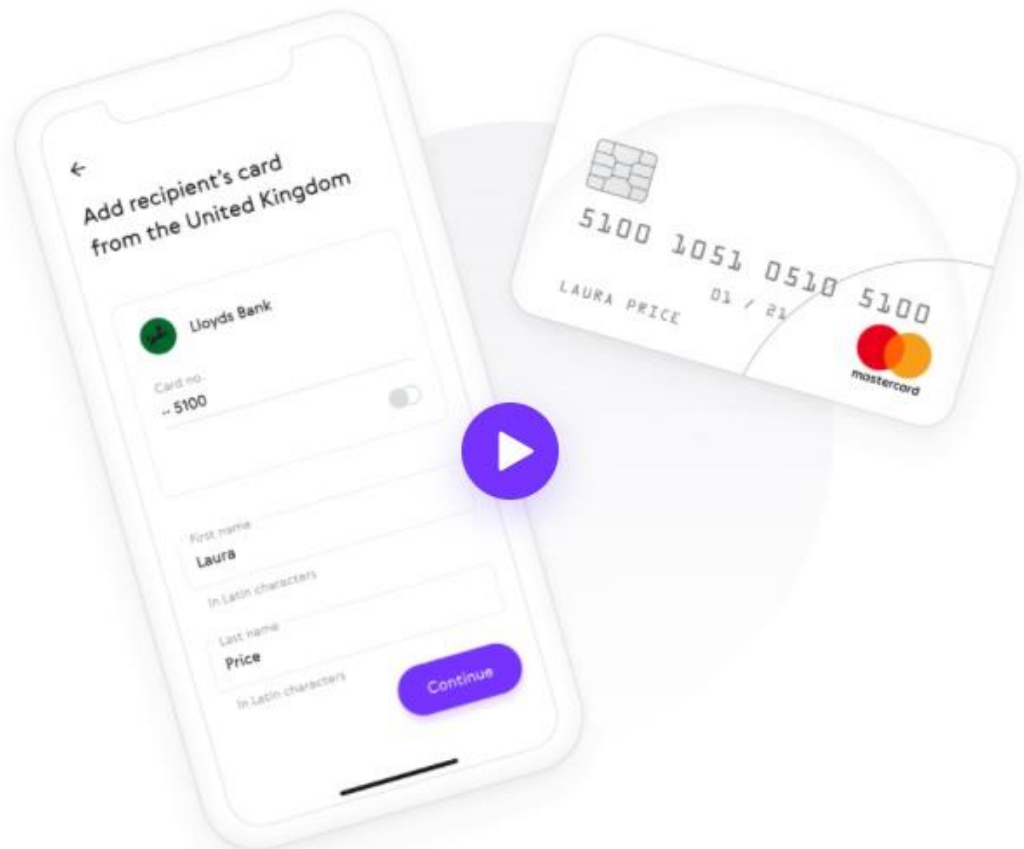 Add recipient's card
from the United Kingdom
Lloyds Bank
Card no.
·· 5100
First name
Laura
In Latin characters
Last name
Price
In Latin characters
Continue
5100 1051 0510 5100
01 / 21
LAURA PRICE
mastercard